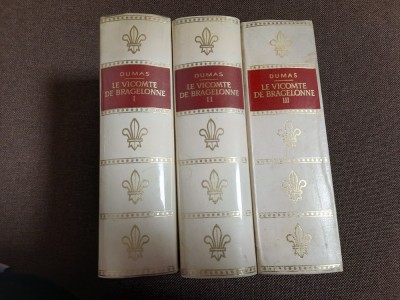 DUMAS
LE VICOMTE
DE BRAGELONNE
I
DUMAS
LE VICOMTE
DE BRAGELONNE
II
DUMAS
LE VICOMTE
DE BRAGELONNE
III